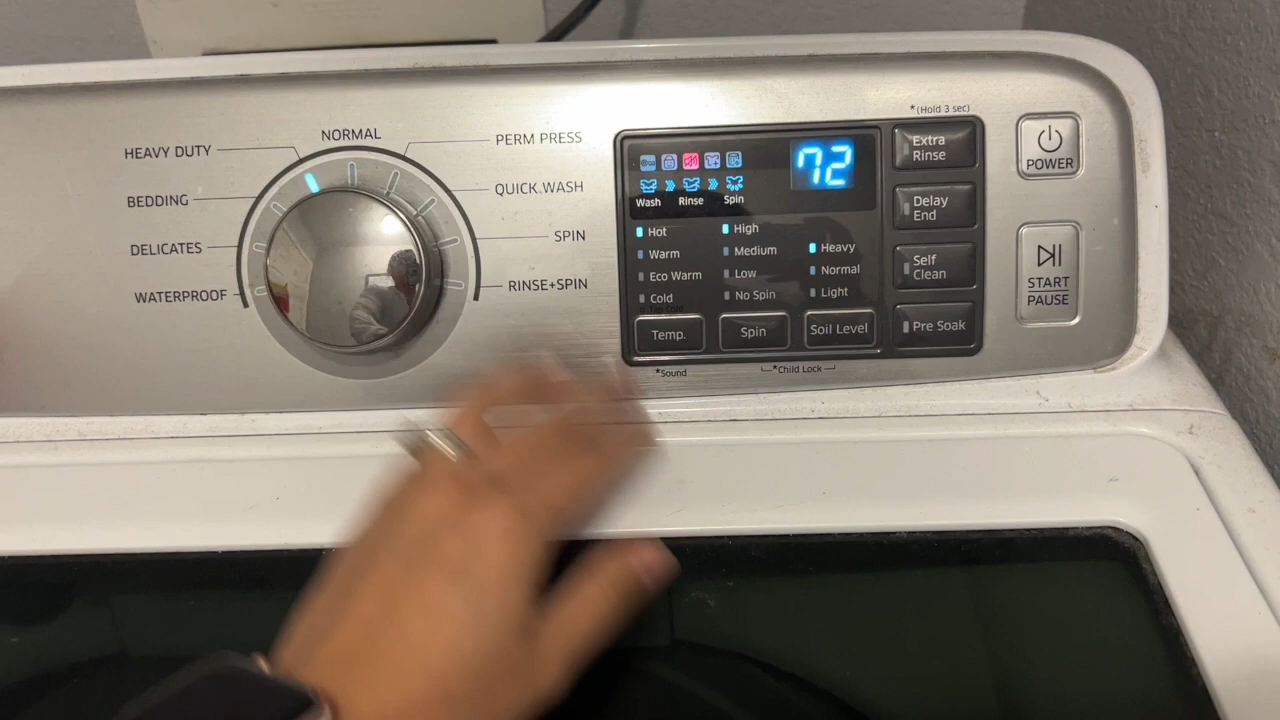 NORMAL
HEAVY DUTY
BEDDING
DELICATES
WATERPROOF
PERM PRESS
QUICK WASH
SPIN
RINSE+SPIN
72
Wash Rinse Spin
Hot High
Warm Medium Heavy
Eco Warm Low Normal
Cold No Spin Light
Temp. Spin Soil Level
*Sound *Child Lock
*(Hold 3 sec)
Extra
Rinse
Delay
End
Self
Clean
Pre Soak
POWER
START
PAUSE